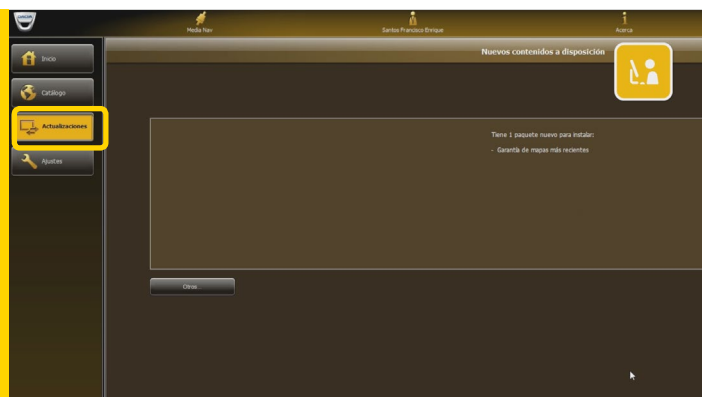 Media Nav
Santos Francisco Enrique
Acerca
Nuevos contenidos a disposición
Inicio
Catálogo
Actualizaciones
Ajustes
Tiene 1 paquete nuevo para instalar:
- Garantía de mapas más recientes
Otros...